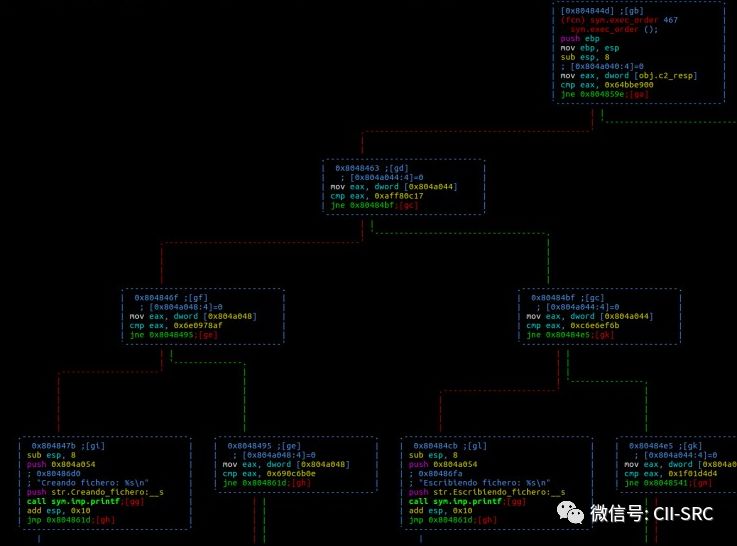 [0x804844d] ;[gb]
(fcn) sym.exec_order 467
sym.exec_order ();
push ebp
mov ebp, esp
sub esp, 8
; [0x804a040:4]=0
mov eax, dword [obj.c2_resp]
cmp eax, 0x64bbe900
jne 0x804859e;[ga]
0x8048463 ;[gd]
; [0x804a044:4]=0
mov eax, dword [0x804a044]
cmp eax, 0xaff80c17
jne 0x80484bf;[gc]
0x804846f ;[gf]
; [0x804a048:4]=0
mov eax, dword [0x804a048]
cmp eax, 0x6e0978af
jne 0x8048495;[ge]
0x80484bf ;[gc]
; [0x804a044:4]=0
mov eax, dword [0x804a044]
cmp eax, 0xc6e6ef6b
jne 0x80484e5;[gk]
0x804847b ;[gi]
sub esp, 8
push 0x804a054
; 0x80486d0
; "Creando fichero: %s\n"
push str.Creando_fichero:__s
call sym.imp.printf;[gg]
add esp, 0x10
jmp 0x804861d;[gh]
0x8048495 ;[ge]
; [0x804a048:4]=0
mov eax, dword [0x804a048]
cmp eax, 0x690c6b0e
jne 0x804861d;[gh]
0x80484cb ;[gl]
sub esp, 8
push 0x804a054
; 0x80486fa
; "Escribiendo fichero: %s\n"
push str.Escribiendo_fichero:__s
call sym.imp.printf;[gg]
add esp, 0x10
jmp 0x804861d;[gh]
0x80484e5 ;[gk]
; [0x804a044:4]=0
mov eax, dword [0x804a0
cmp eax, 0x1f01d4d4
jne 0x8048541;[gn]
微信号: CII-SRC